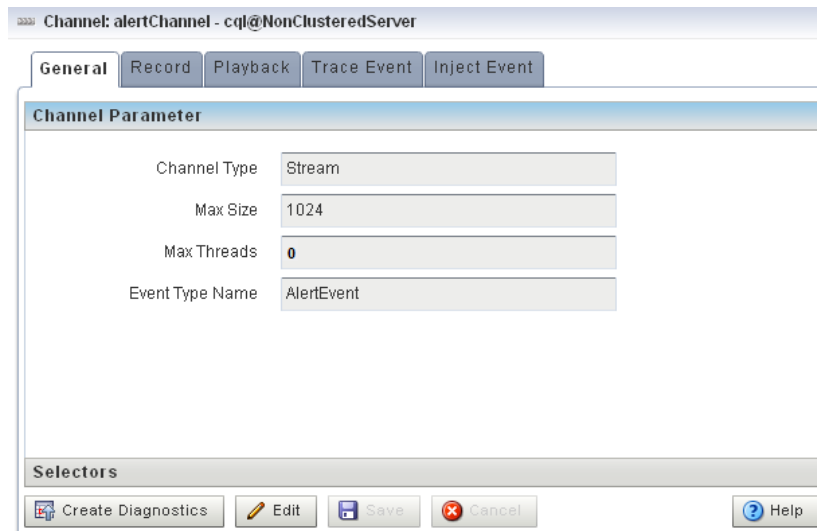 Channel: alertChannel - cql@NonClusteredServer
General Record Playback Trace Event Inject Event
Channel Parameter
Channel Type Stream
Max Size 1024
Max Threads 0
Event Type Name AlertEvent
Selectors
Create Diagnostics Edit Save Cancel Help